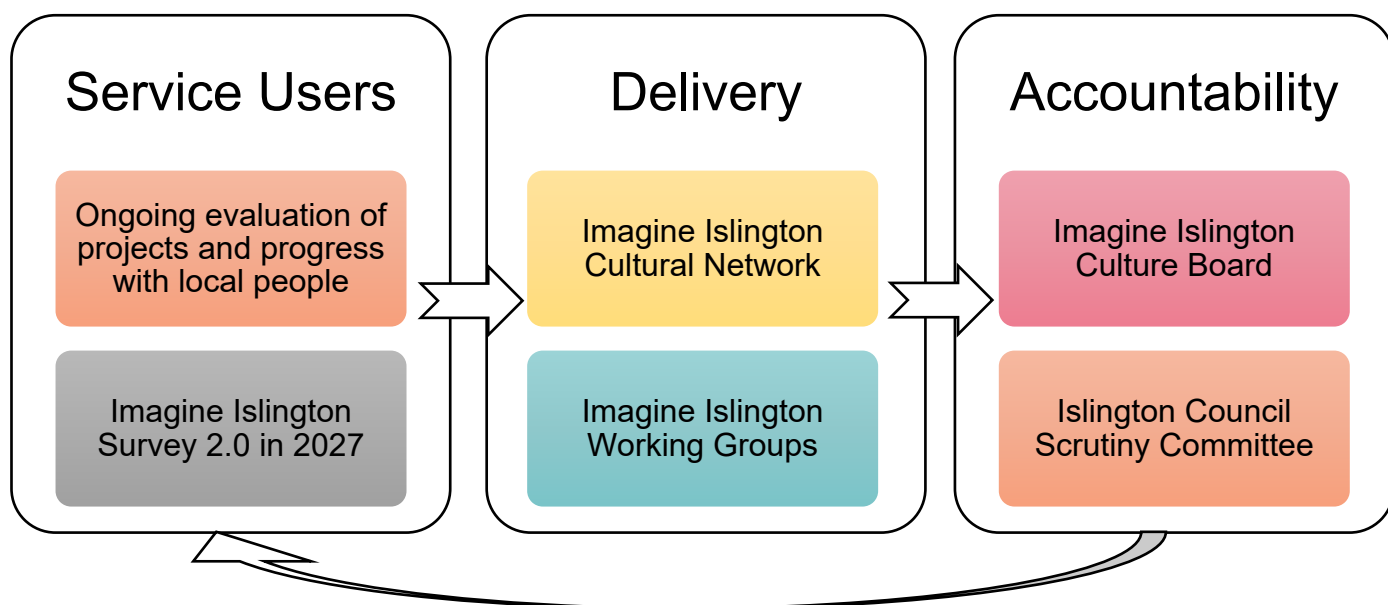 Service Users
Ongoing evaluation of
projects and progress
with local people
Imagine Islington
Survey 2.0 in 2027
Delivery
Imagine Islington
Cultural Network
Imagine Islington
Working Groups
Accountability
Imagine Islington
Culture Board
Islington Council
Scrutiny Committee